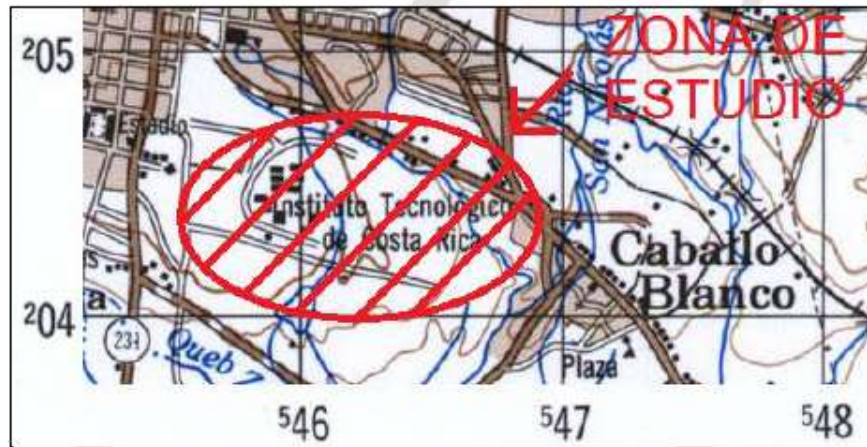 205
ZONA DE
ESTUDIO
Estadio
Río
San Nicolás
Instituto Tecnológico
de Costa Rica
Caballo
Blanco
204
a
231
Queb
Plaza
546
547
548